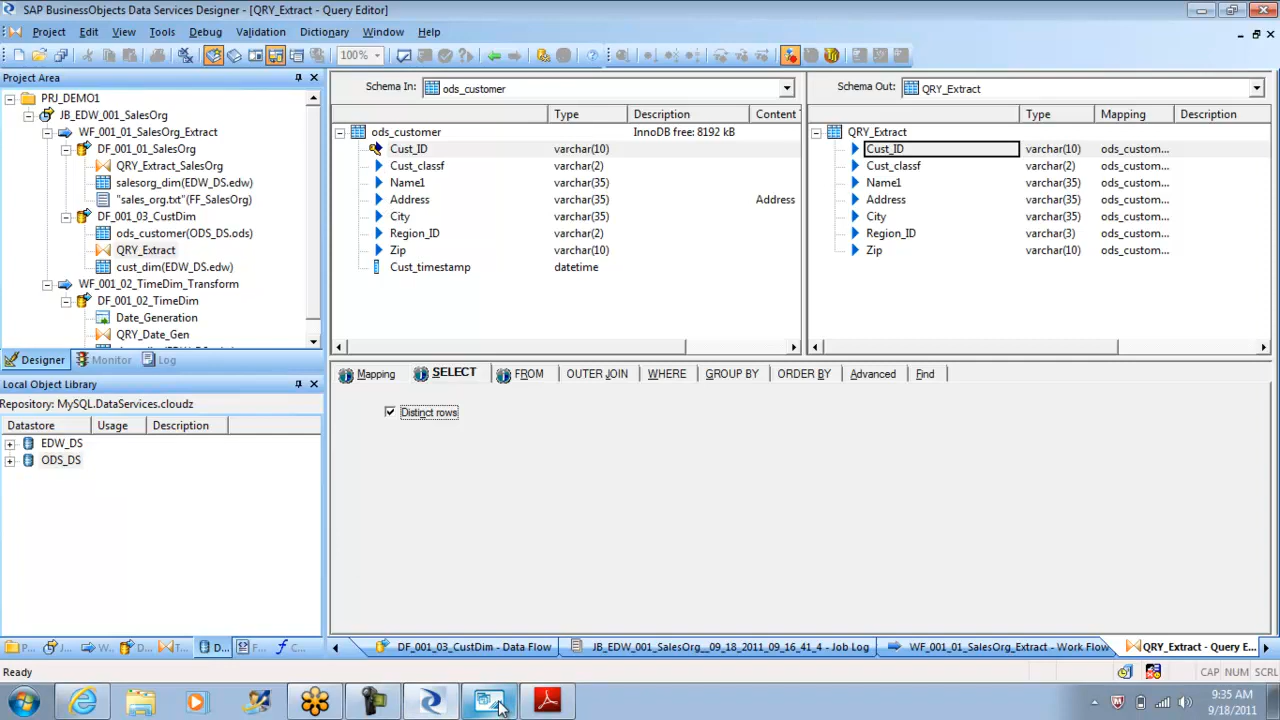 SAP BusinessObjects Data Services Designer - [QRY_Extract - Query Editor]
Project Edit View Tools Debug Validation Dictionary Window Help
100%
Project Area
PRJ_DEMO1
JB_EDW_001_SalesOrg
WF_001_01_SalesOrg_Extract
DF_001_01_SalesOrg
QRY_Extract_SalesOrg
salesorg_dim(EDW_DS.edw)
"sales_org.txt"(FF_SalesOrg)
DF_001_03_CustDim
ods_customer(ODS_DS.ods)
QRY_Extract
cust_dim(EDW_DS.edw)
WF_001_02_TimeDim_Transform
DF_001_02_TimeDim
Date_Generation
QRY_Date_Gen
Designer Monitor Log
Local Object Library
Repository: MySQL.DataServices.cloudz
Datastore Usage Description
EDW_DS
ODS_DS
P... J... W... D... T... D... F... C...
Schema In: ods_customer
Type Description Content
ods_customer InnoDB free: 8192 kB
Cust_ID varchar(10)
Cust_classf varchar(2)
Name1 varchar(35)
Address varchar(35) Address
City varchar(35)
Region_ID varchar(2)
Zip varchar(10)
Cust_timestamp datetime
Schema Out: QRY_Extract
Type Mapping Description
QRY_Extract
Cust_ID varchar(10) ods_custom...
Cust_classf varchar(2) ods_custom...
Name1 varchar(35) ods_custom...
Address varchar(35) ods_custom...
City varchar(35) ods_custom...
Region_ID varchar(3) ods_custom...
Zip varchar(10) ods_custom...
Mapping SELECT FROM OUTER JOIN WHERE GROUP BY ORDER BY Advanced Find
Distinct rows
DF_001_03_CustDim - Data Flow JB_EDW_001_SalesOrg__09_18_2011_09_16_41_4 - Job Log WF_001_01_SalesOrg_Extract - Work Flow QRY_Extract - Query E...
Ready CAP NUM SCRL
9:35 AM
9/18/2011